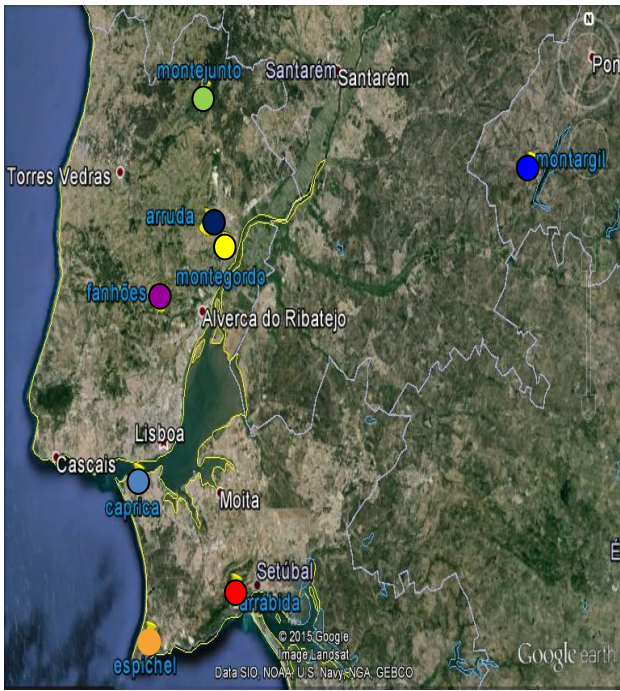 N
montejunto
Santarém
Santarém
Pon
montargil
Torres Vedras
arruda
montegordo
fanhões
Alverca do Ribatejo
Lisboa
Cascais
caprica
Moita
É
Setúbal
arrábida
espichel
© 2015 Google
Image Landsat
Data SIO, NOAA, U.S. Navy, NGA, GEBCO
Google earth